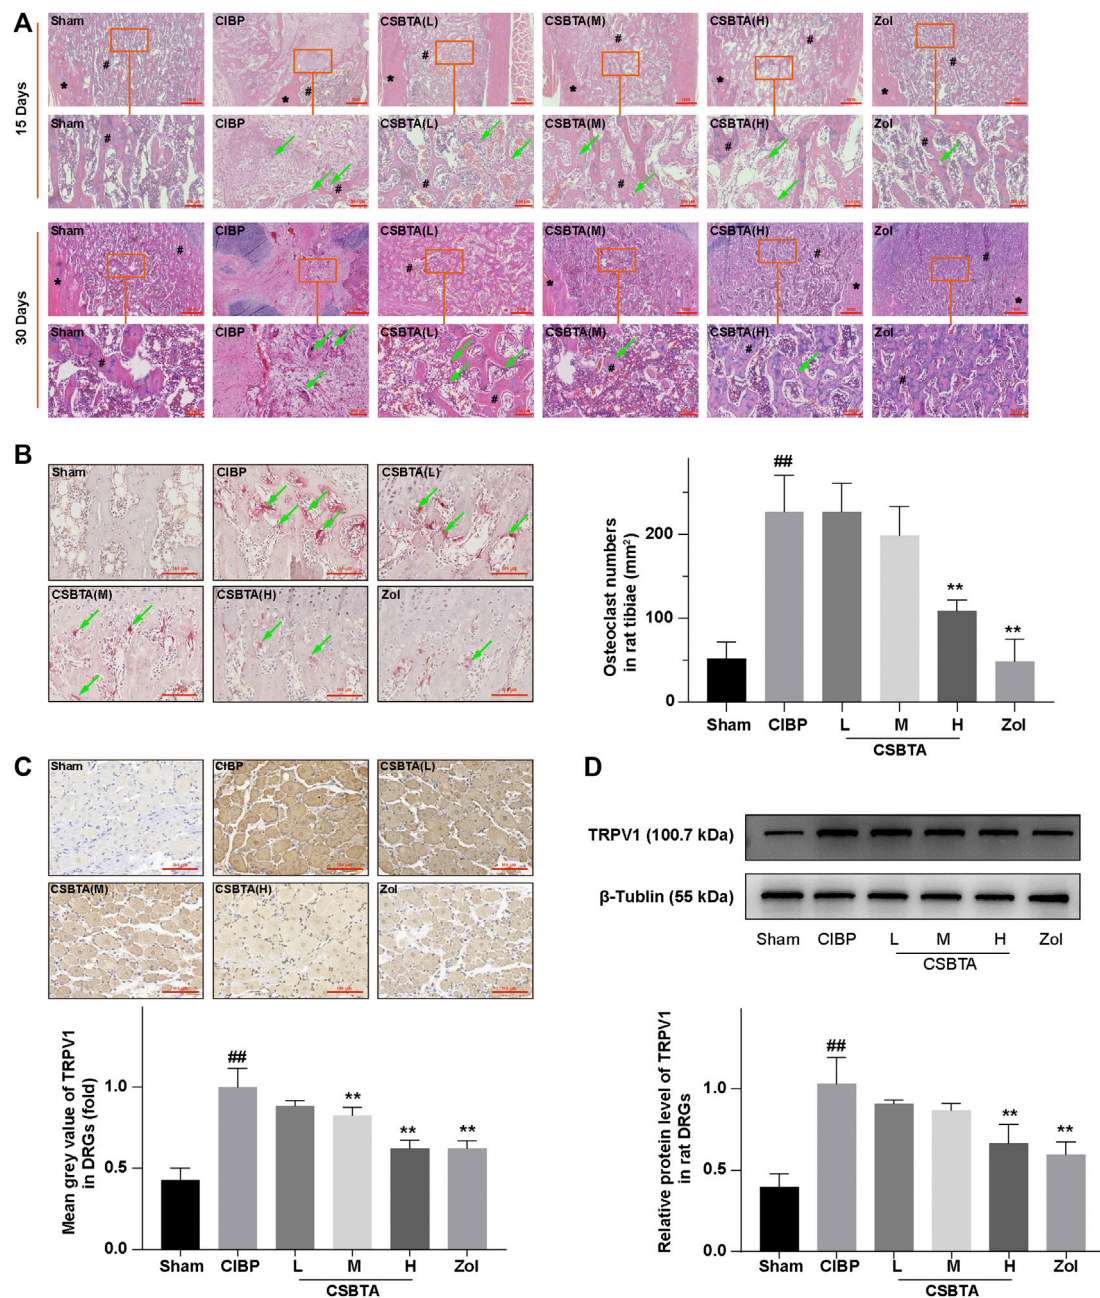 A
15 Days
Sham
CIBP
CSBTA(L)
CSBTA(M)
CSBTA(H)
Zol
#
*
#
*
#
#
*
#
*
#
*
Sham
CIBP
CSBTA(L)
CSBTA(M)
CSBTA(H)
Zol
#
#
#
#
#
#
30 Days
Sham
CIBP
CSBTA(L)
CSBTA(M)
CSBTA(H)
Zol
#
*
#
#
*
#
*
#
*
Sham
CIBP
CSBTA(L)
CSBTA(M)
CSBTA(H)
Zol
#
#
#
#
#
B
Sham
CIBP
CSBTA(L)
CSBTA(M)
CSBTA(H)
Zol
Osteoclast numbers
in rat tibiae (mm²)
200
100
0
##
**
**
Sham
CIBP
L
M
H
Zol
CSBTA
C
Sham
CIBP
CSBTA(L)
CSBTA(M)
CSBTA(H)
Zol
Mean grey value of TRPV1
in DRGs (fold)
1.0
0.5
0.0
##
**
**
**
Sham
CIBP
L
M
H
Zol
CSBTA
D
TRPV1 (100.7 kDa)
β-Tublin (55 kDa)
Sham
CIBP
L
M
H
Zol
CSBTA
Relative protein level of TRPV1
in rat DRGs
1.0
0.5
0.0
##
**
**
Sham
CIBP
L
M
H
Zol
CSBTA